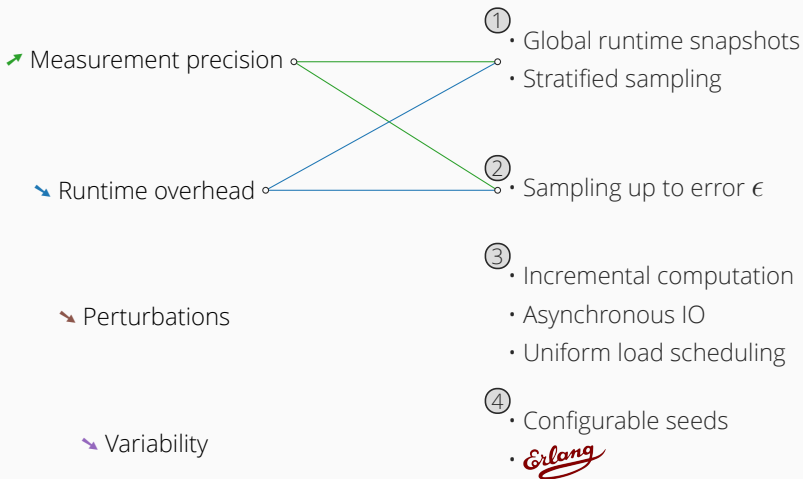 Measurement precision
Runtime overhead
Perturbations
Variability
1
· Global runtime snapshots
· Stratified sampling
2
· Sampling up to error ϵ
3
· Incremental computation
· Asynchronous IO
· Uniform load scheduling
4
· Configurable seeds
· Erlang